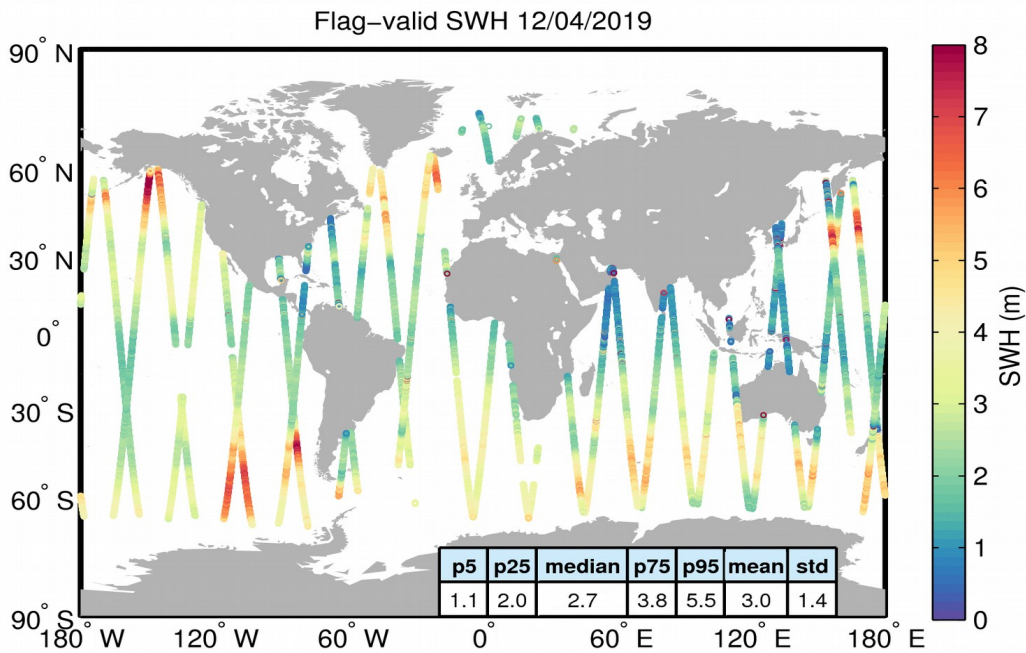 Flag−valid SWH 12/04/2019
90° N
60° N
30° N
0°
30° S
60° S
90° S
180° W
120° W
60° W
0°
60° E
120° E
180° E
8
7
6
5
4
3
2
1
0
SWH (m)
p5 p25 median p75 p95 mean std
1.1 2.0 2.7 3.8 5.5 3.0 1.4